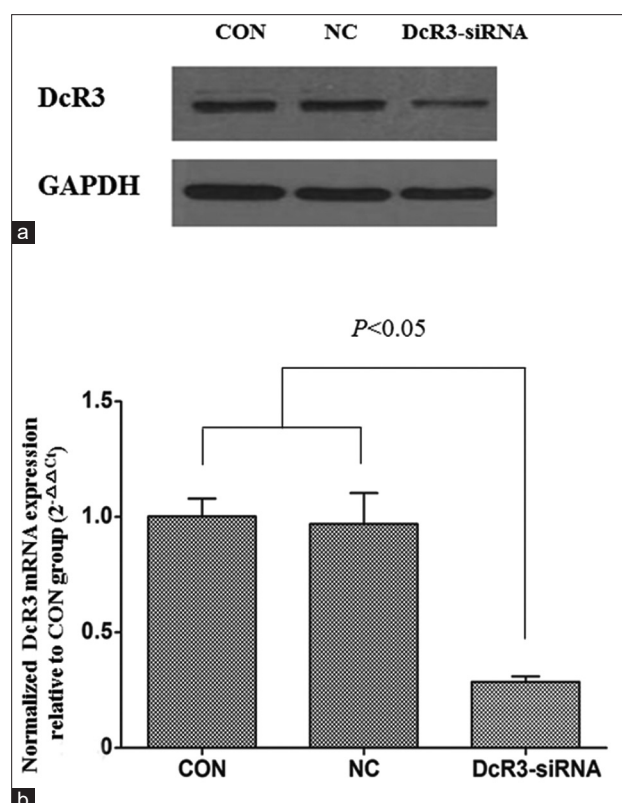 CON NC DcR3-siRNA
DcR3
GAPDH
a
P<0.05
Normalized DcR3 mRNA expression
relative to CON group (2-△△Ct)
1.5
1.0
0.5
0
CON NC DcR3-siRNA
b